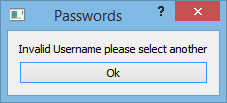 Passwords ?
Invalid Username please select another
Ok